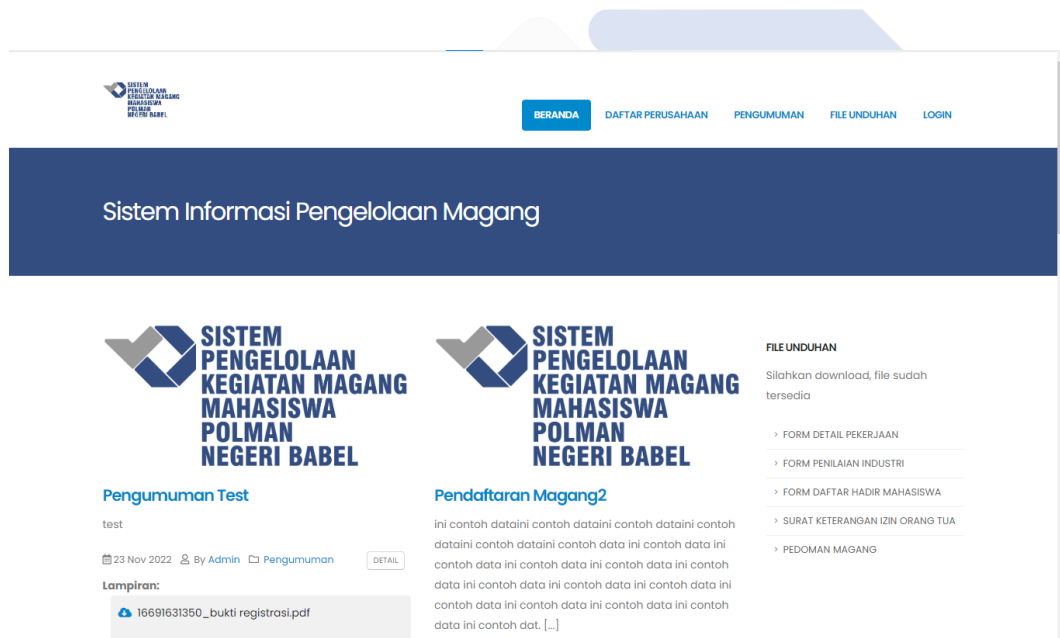 SISTEM
PENGELOLAAN
KEGIATAN MAGANG
MAHASISWA
POLMAN
NEGERI BABEL
BERANDA DAFTAR PERUSAHAAN PENGUMUMAN FILE UNDUHAN LOGIN
Sistem Informasi Pengelolaan Magang
SISTEM
PENGELOLAAN
KEGIATAN MAGANG
MAHASISWA
POLMAN
NEGERI BABEL
Pengumuman Test
test
23 Nov 2022 By Admin Pengumuman DETAIL
Lampiran:
16691631350_bukti registrasi.pdf
SISTEM
PENGELOLAAN
KEGIATAN MAGANG
MAHASISWA
POLMAN
NEGERI BABEL
Pendaftaran Magang2
ini contoh dataini contoh dataini contoh dataini contoh
dataini contoh dataini contoh data ini contoh data ini
contoh data ini contoh data ini contoh data ini contoh
data ini contoh data ini contoh data ini contoh data ini
contoh data ini contoh data ini contoh data ini contoh
data ini contoh dat. [...]
FILE UNDUHAN
Silahkan download, file sudah
tersedia
> FORM DETAIL PEKERJAAN
> FORM PENILAIAN INDUSTRI
> FORM DAFTAR HADIR MAHASISWA
> SURAT KETERANGAN IZIN ORANG TUA
> PEDOMAN MAGANG